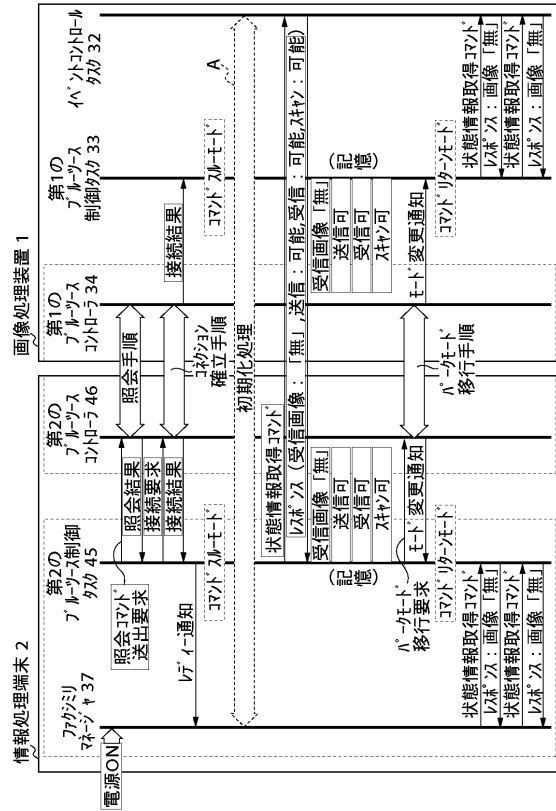 情報処理端末 2
画像処理装置 1
ファクシミリ
マネージャ 37
第2の
ブルーツース制御
タスク 45
第2の
ブルーツース
コントローラ 46
第1の
ブルーツース
コントローラ 34
第1の
ブルーツース
制御タスク 33
イベントコントロール
タスク 32
電源ON
照会コマンド
送出要求
照会手順
照会結果
接続要求
コネクション
確立手順
接続結果
接続結果
レディー通知
コマンドスルーモード
コマンドスルーモード
初期化処理
A
状態情報取得コマンド
レスポンス (受信画像:「無」,送信:可能,受信:可能,スキャン:可能)
(記憶)
受信画像「無」
送信可
受信可
スキャン可
受信画像「無」
送信可
受信可
スキャン可
(記憶)
パークモード
移行要求
モード変更通知
パークモード
移行手順
モード変更通知
コマンドリターンモード
コマンドリターンモード
状態情報取得コマンド
レスポンス:画像「無」
状態情報取得コマンド
レスポンス:画像「無」
状態情報取得コマンド
レスポンス:画像「無」
状態情報取得コマンド
レスポンス:画像「無」